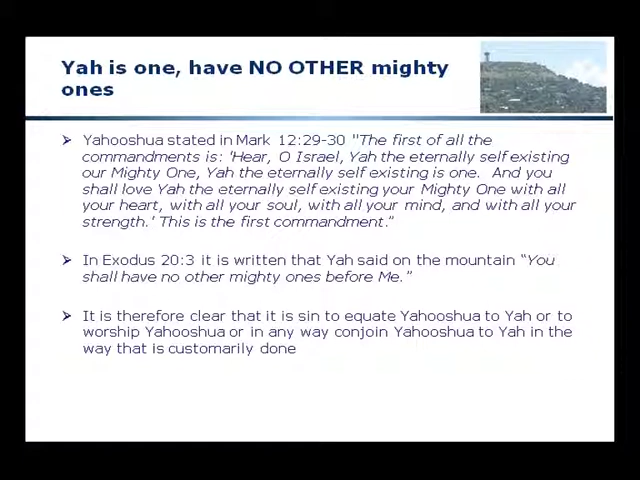 Yah is one, have NO OTHER mighty
ones
Yahooshua stated in Mark 12:29-30 "The first of all the
commandments is: 'Hear, O Israel, Yah the eternally self existing
our Mighty One, Yah the eternally self existing is one. And you
shall love Yah the eternally self existing your Mighty One with all
your heart, with all your soul, with all your mind, and with all your
strength.' This is the first commandment."
In Exodus 20:3 it is written that Yah said on the mountain "You
shall have no other mighty ones before Me."
It is therefore clear that it is sin to equate Yahooshua to Yah or to
worship Yahooshua or in any way conjoin Yahooshua to Yah in the
way that is customarily done